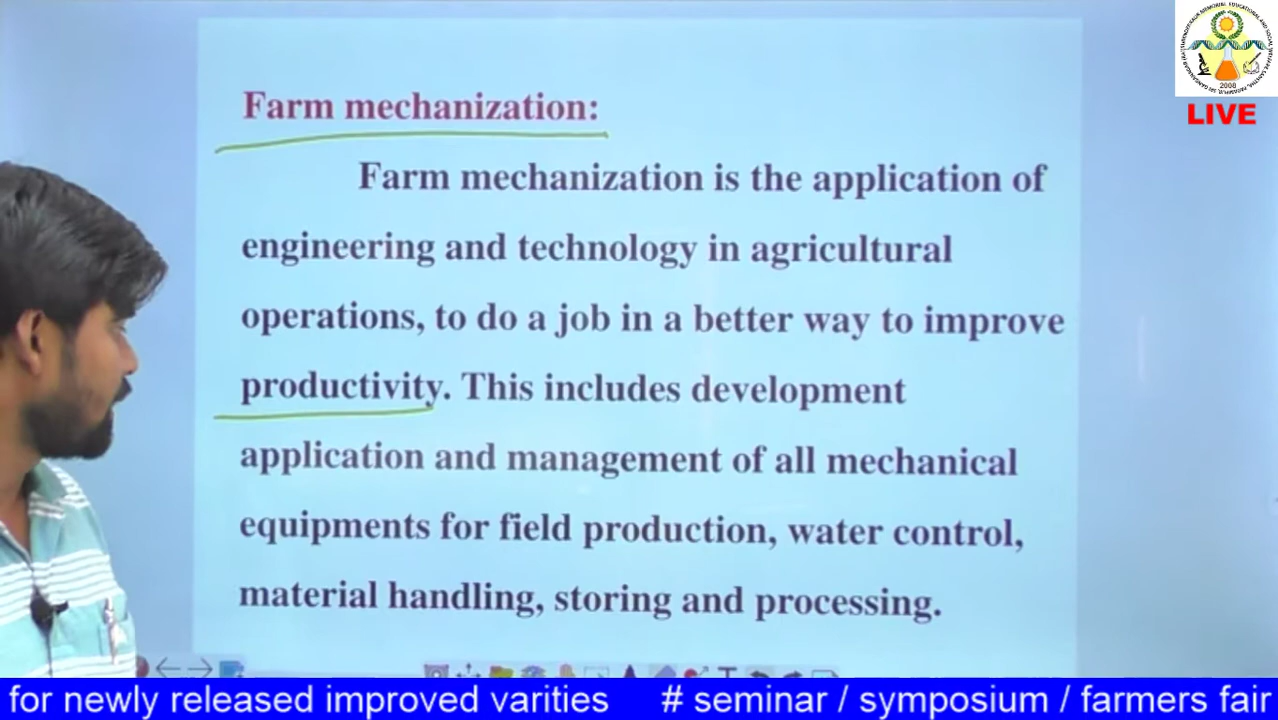 Farm mechanization:
Farm mechanization is the application of
engineering and technology in agricultural
operations, to do a job in a better way to improve
productivity. This includes development
application and management of all mechanical
equipments for field production, water control,
material handling, storing and processing.
2008
LIVE
for newly released improved varities # seminar / symposium / farmers fair